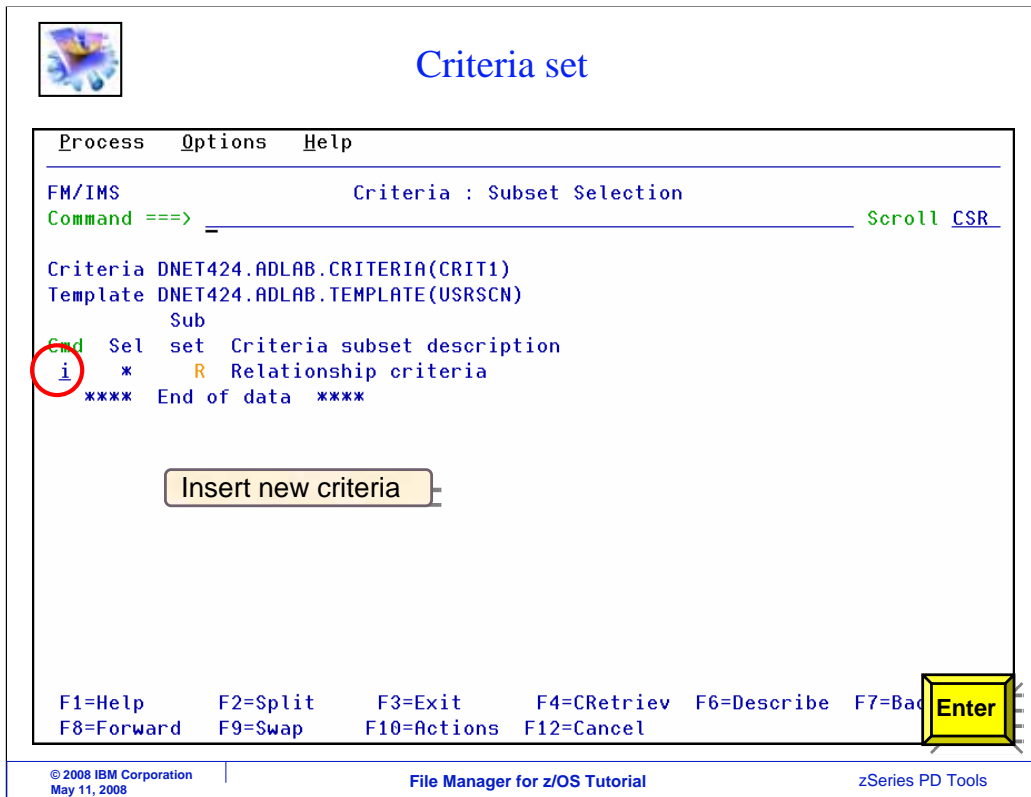 Criteria set
Process Options Help
FM/IMS Criteria : Subset Selection
Command ===> Scroll CSR
Criteria DNET424.ADLAB.CRITERIA(CRIT1)
Template DNET424.ADLAB.TEMPLATE(USRSCN)
Sub
Cmd Sel set Criteria subset description
i * R Relationship criteria
**** End of data ****
Insert new criteria
F1=Help F2=Split F3=Exit F4=CRetriev F6=Describe F7=Bac
Enter
F8=Forward F9=Swap F10=Actions F12=Cancel
© 2008 IBM Corporation
May 11, 2008
File Manager for z/OS Tutorial
zSeries PD Tools